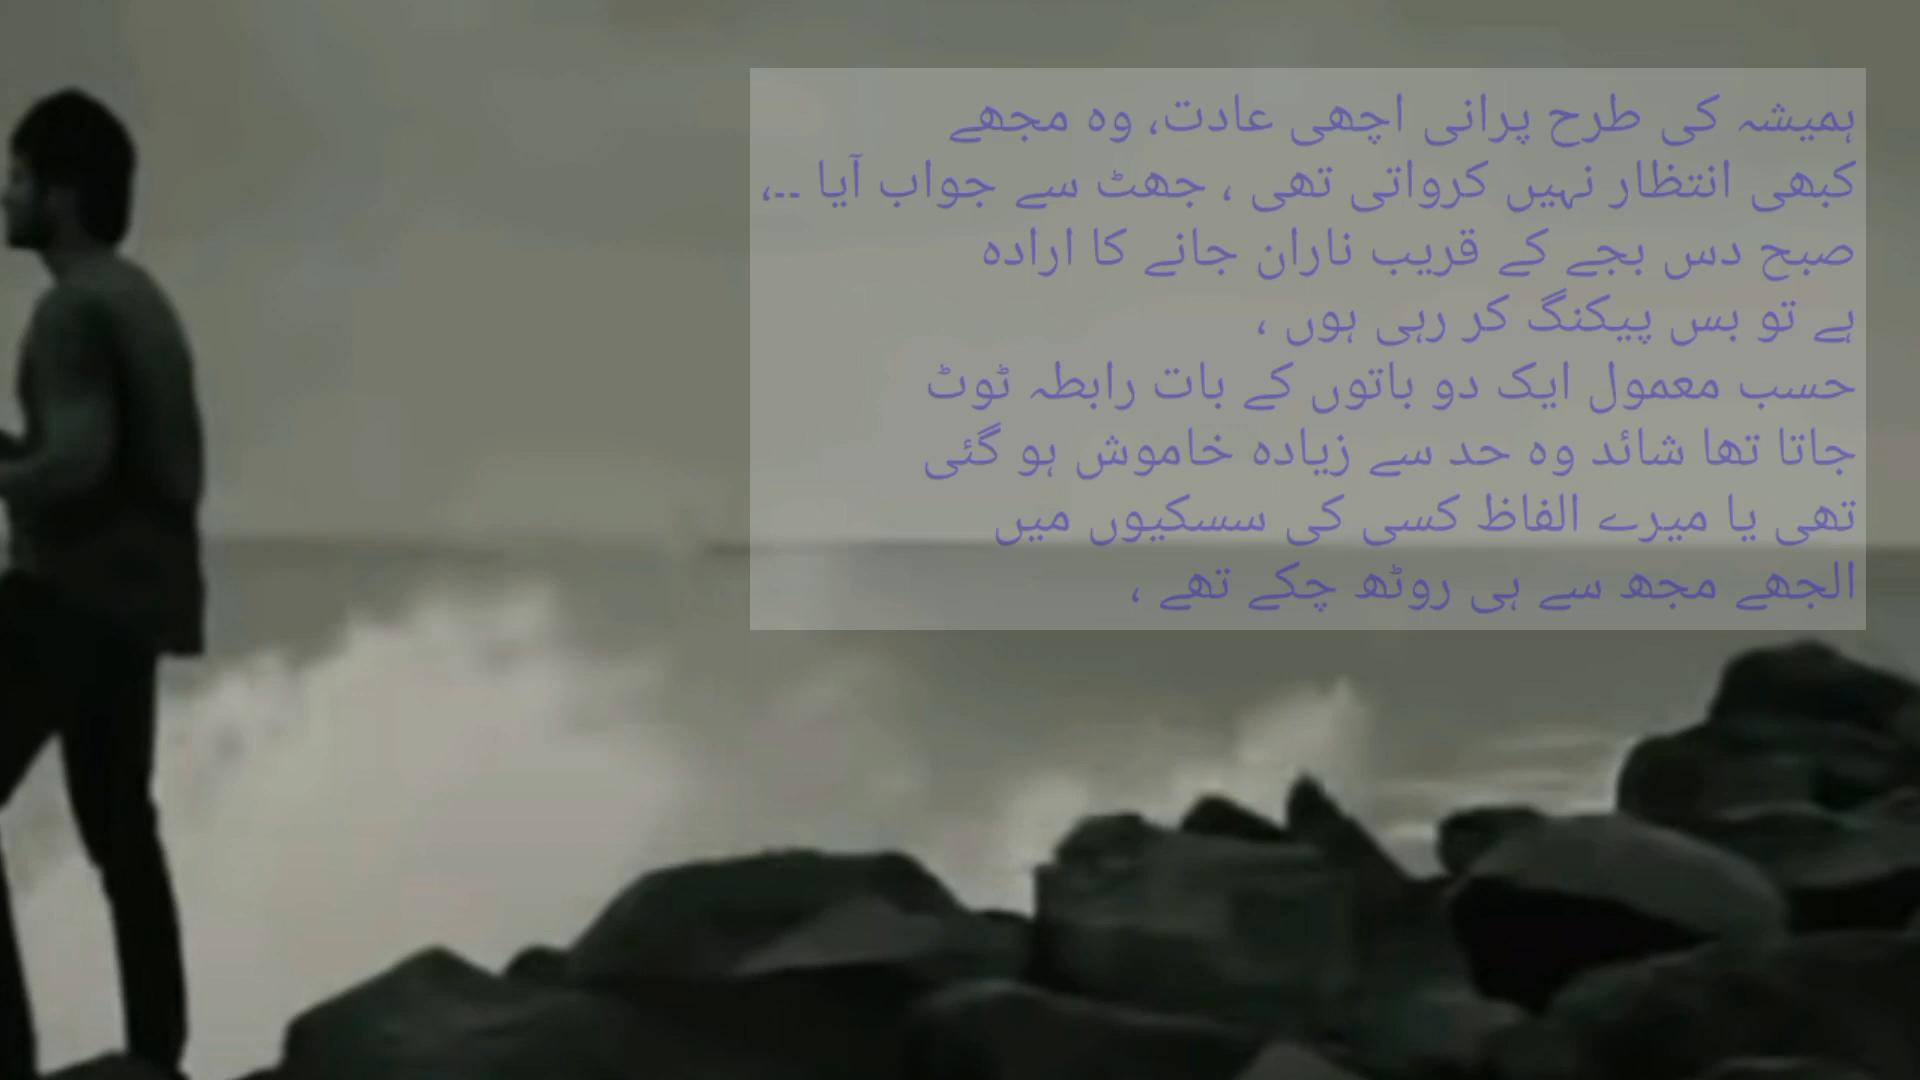 ہمیشہ کی طرح پرانی اچھی عادت، وہ مجھے
کبھی انتظار نہیں کرواتی تھی ، جھٹ سے جواب آیا ۔۔،
صبح دس بجے کے قریب ناران جانے کا ارادہ
ہے تو بس پیکنگ کر رہی ہوں ،
حسب معمول ایک دو باتوں کے بات رابطہ ٹوٹ
جاتا تھا شائد وہ حد سے زیادہ خاموش ہو گئی
تھی یا میرے الفاظ کسی کی سسکیوں میں
الجھے مجھ سے ہی روٹھ چکے تھے ،